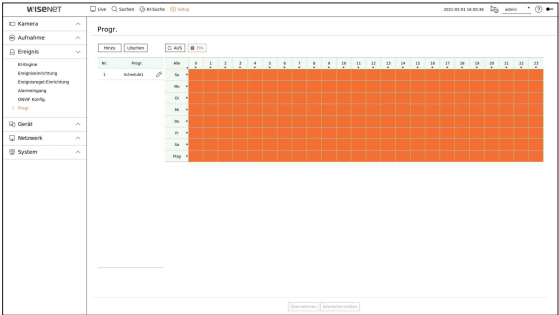 WISENET
Live Suchen KI-Suche Setup
2021-02-01 16:50:36 admin
Kamera
Aufnahme
Ereignis
KI-Engine
Ereigniseinrichtung
Ereignisregel-Einrichtung
Alarmeingang
ONVIF Konfig.
Progr.
Gerät
Netzwerk
System
Progr.
Hinzu Löschen AUS EIN
Nr. Progr. Alle 0 1 2 3 4 5 6 7 8 9 10 11 12 13 14 15 16 17 18 19 20 21 22 23
1 Schedule1 So
Mo
Di
Mi
Do
Fr
Sa
Ftag
Übernehmen Wiederherstellen